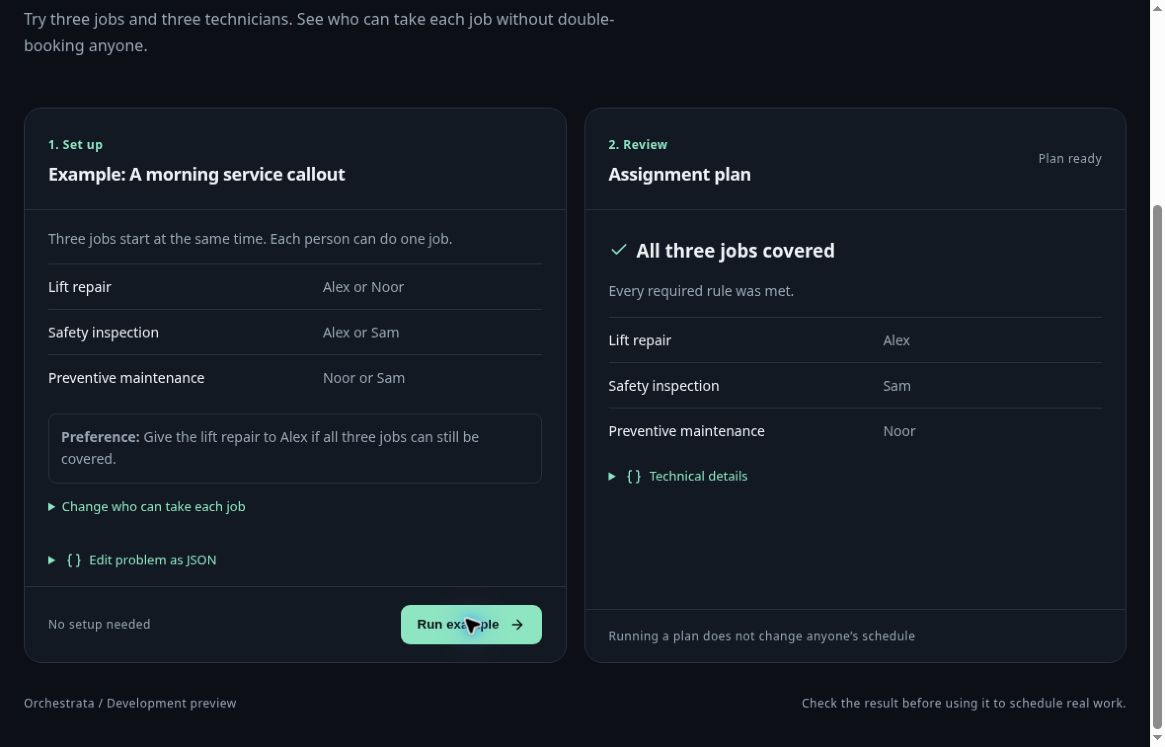 Try three jobs and three technicians. See who can take each job without double-
booking anyone.
1. Set up
Example: A morning service callout
Three jobs start at the same time. Each person can do one job.
Lift repair Alex or Noor
Safety inspection Alex or Sam
Preventive maintenance Noor or Sam
Preference: Give the lift repair to Alex if all three jobs can still be
covered.
Change who can take each job
{ } Edit problem as JSON
No setup needed
Run example →
2. Review
Assignment plan
Plan ready
All three jobs covered
Every required rule was met.
Lift repair Alex
Safety inspection Sam
Preventive maintenance Noor
{ } Technical details
Running a plan does not change anyone’s schedule
Orchestrata / Development preview
Check the result before using it to schedule real work.